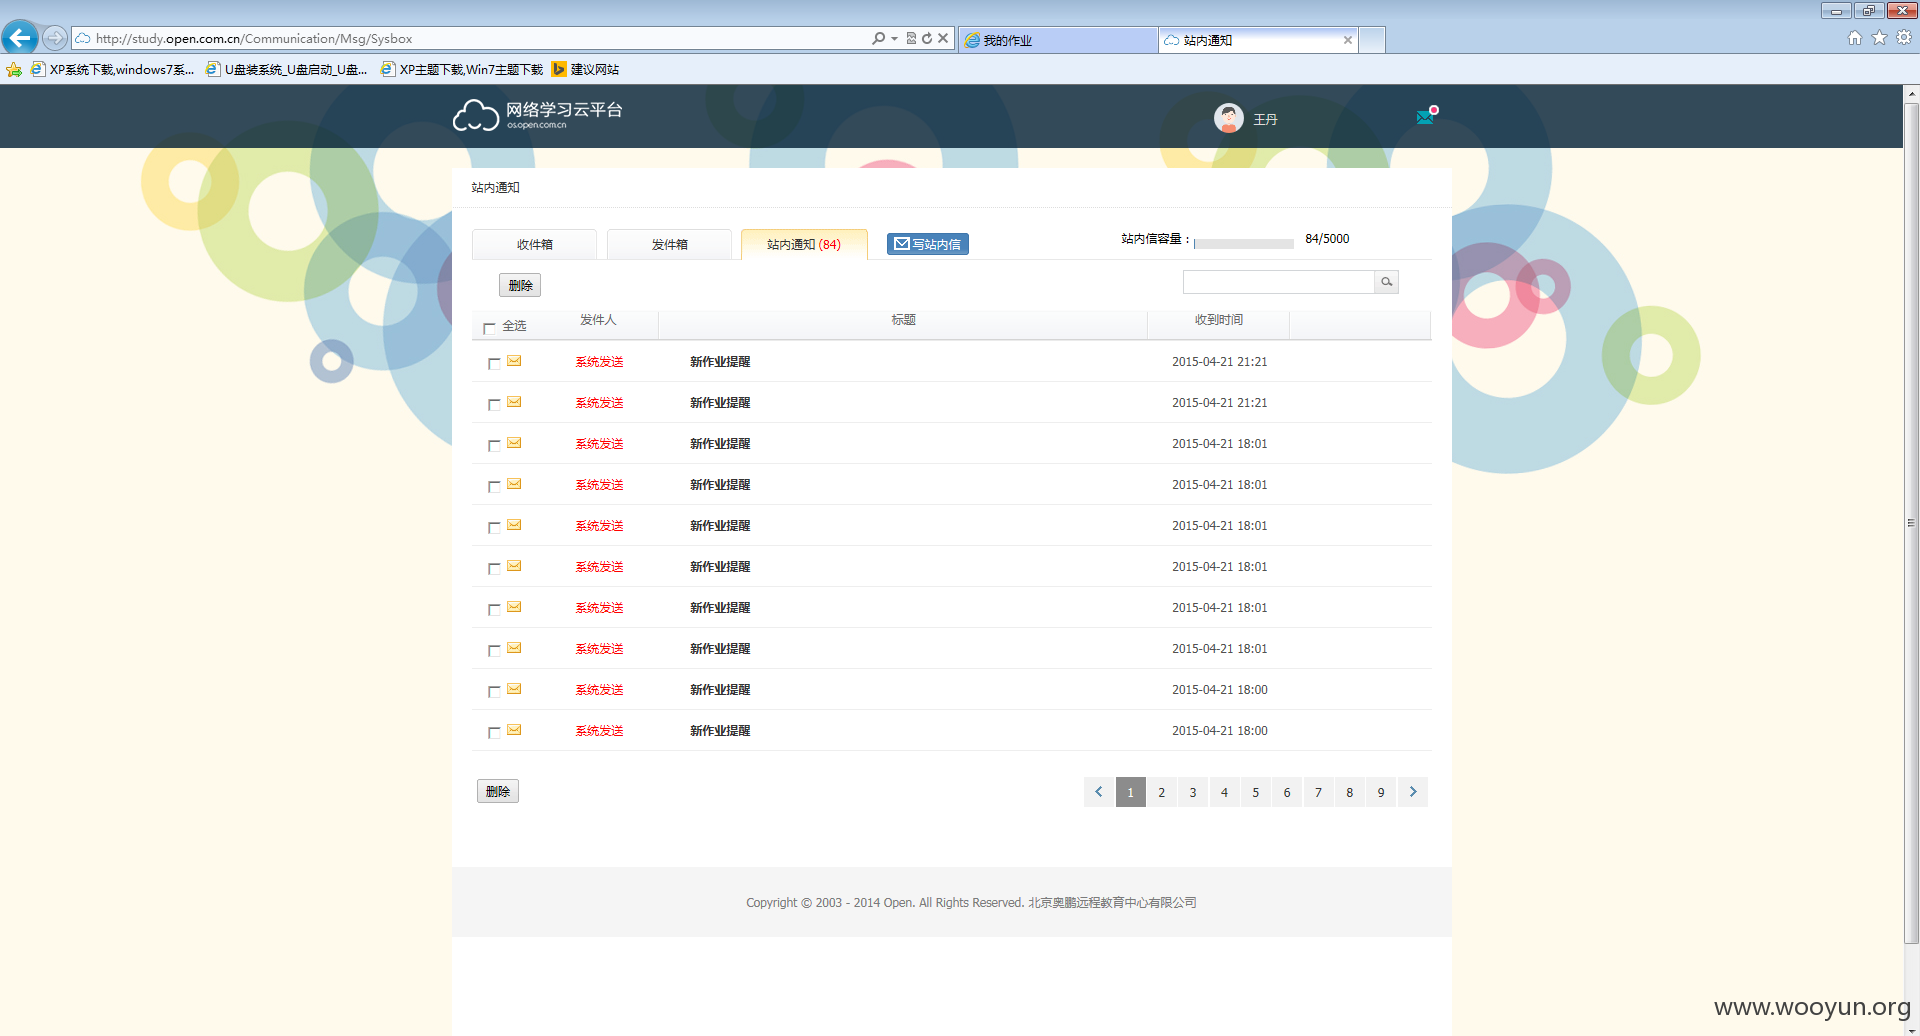 http://study.open.com.cn/Communication/Msg/Sysbox
我的作业
站内通知
XP系统下载,windows7系...
U盘装系统_U盘启动_U盘...
XP主题下载,Win7主题下载
建议网站
网络学习云平台
os.open.com.cn
王丹
站内通知
收件箱
发件箱
站内通知 (84)
写站内信
站内信容量：
84/5000
删除
全选
发件人
标题
收到时间
系统发送 新作业提醒 2015-04-21 21:21
系统发送 新作业提醒 2015-04-21 21:21
系统发送 新作业提醒 2015-04-21 18:01
系统发送 新作业提醒 2015-04-21 18:01
系统发送 新作业提醒 2015-04-21 18:01
系统发送 新作业提醒 2015-04-21 18:01
系统发送 新作业提醒 2015-04-21 18:01
系统发送 新作业提醒 2015-04-21 18:01
系统发送 新作业提醒 2015-04-21 18:00
系统发送 新作业提醒 2015-04-21 18:00
删除
1 2 3 4 5 6 7 8 9
Copyright © 2003 - 2014 Open. All Rights Reserved. 北京奥鹏远程教育中心有限公司
www.wooyun.org